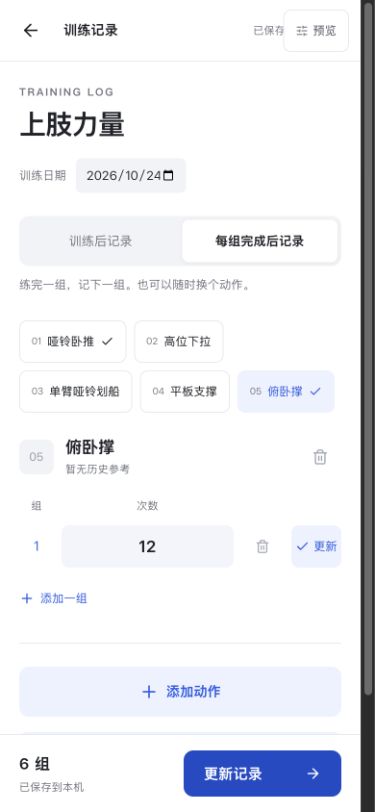 训练记录
已保存
预览
TRAINING LOG
上肢力量
训练日期 2026/10/24
训练后记录 每组完成后记录
练完一组，记下一组。也可以随时换个动作。
01 哑铃卧推 02 高位下拉
03 单臂哑铃划船 04 平板支撑 05 俯卧撑
05 俯卧撑
暂无历史参考
组 次数
1 12 更新
添加一组
添加动作
6 组
已保存到本机
更新记录